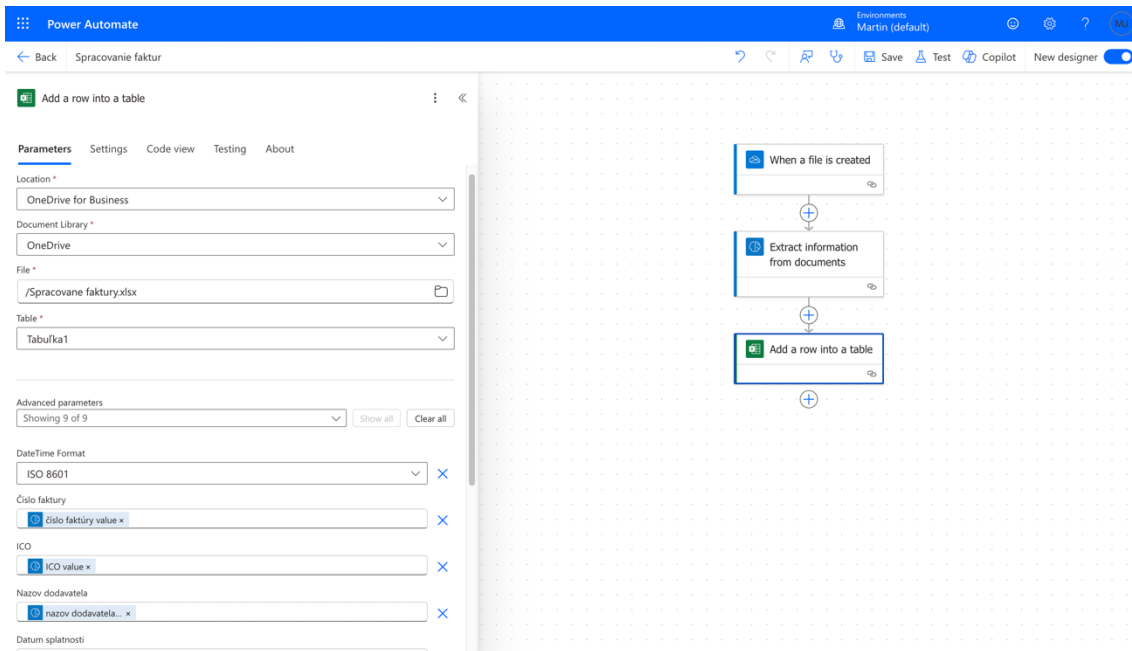 Power Automate
Environments
Martin (default)
?
MJ
Back
Spracovanie faktur
Save
Test
Copilot
New designer
Add a row into a table
Parameters
Settings
Code view
Testing
About
Location *
OneDrive for Business
Document Library *
OneDrive
File *
/Spracovane faktury.xlsx
Table *
Tabuľka1
Advanced parameters
Showing 9 of 9
Show all
Clear all
DateTime Format
ISO 8601
Číslo faktury
číslo faktúry value ×
ICO
ICO value ×
Nazov dodavatela
nazov dodavatela... ×
Datum splatnosti
When a file is created
Extract information
from documents
Add a row into a table